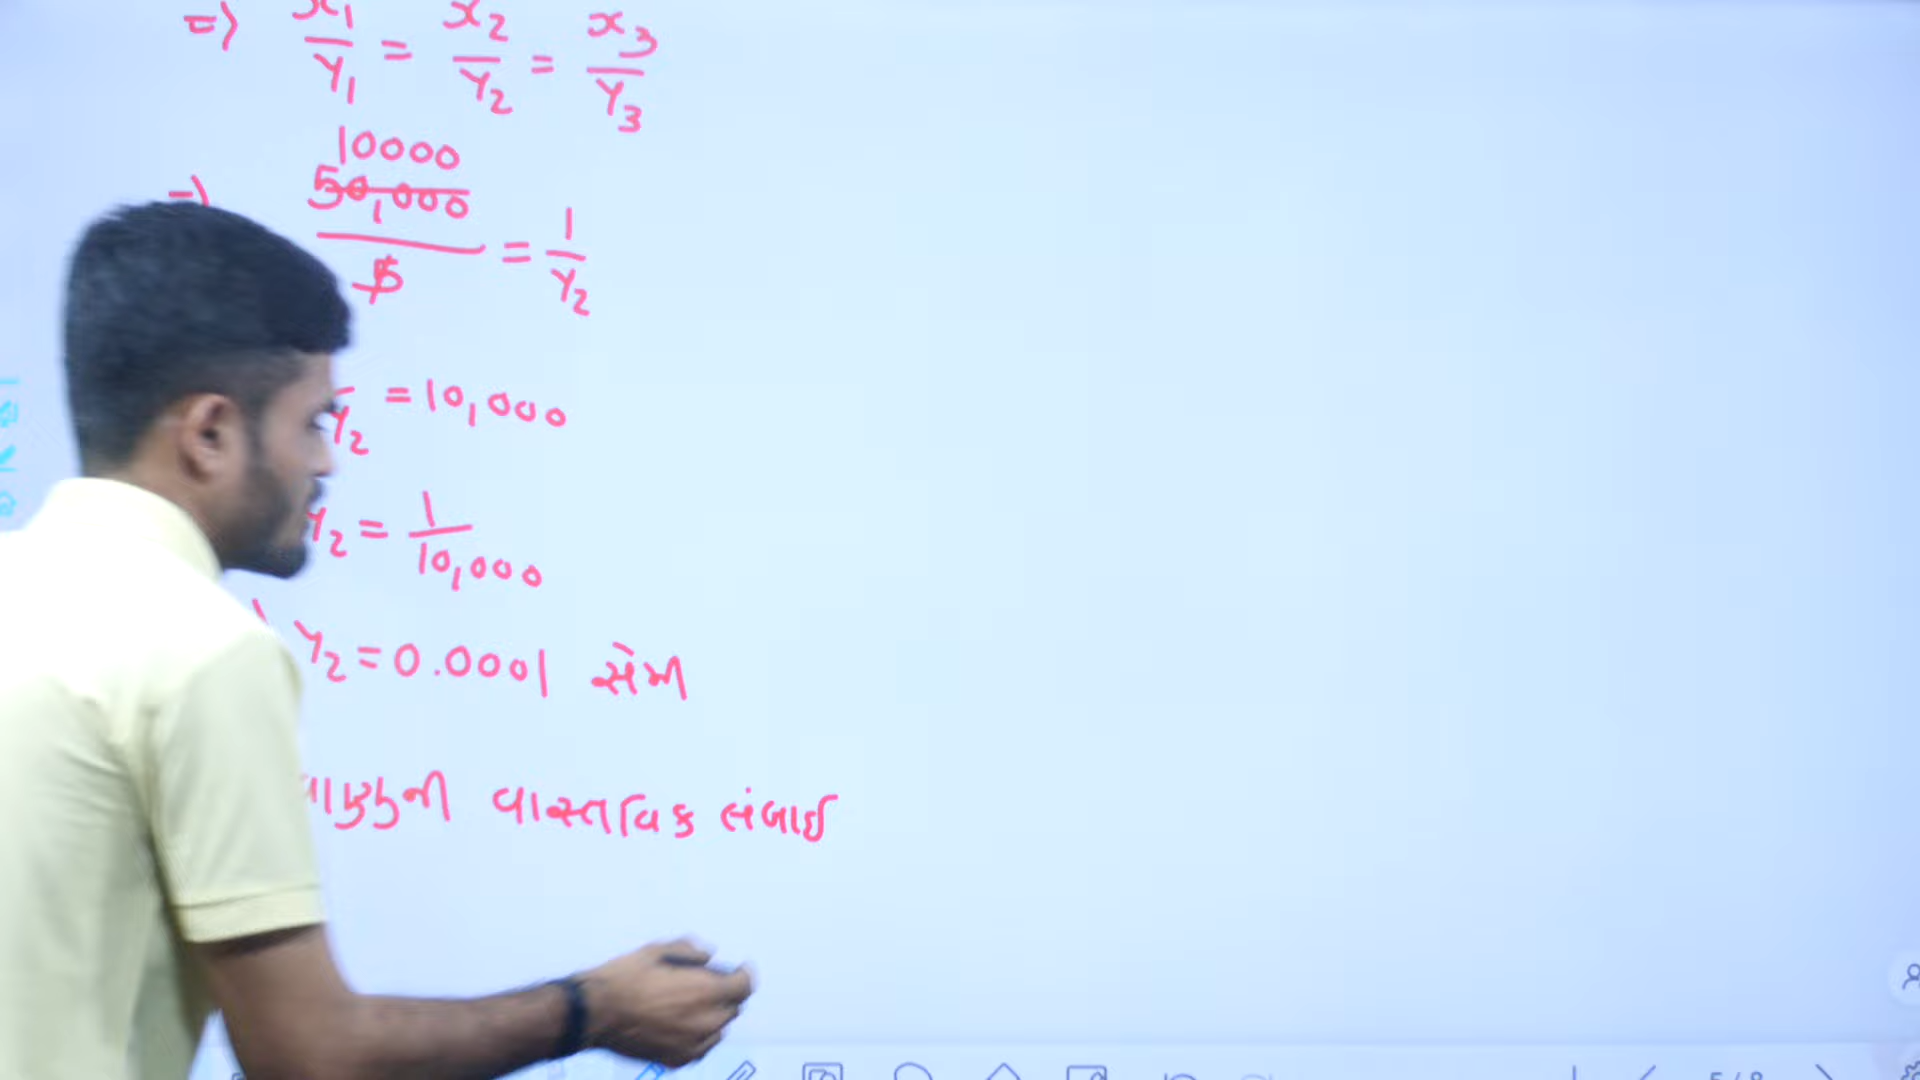 => x1/Y1 = x2/Y2 = x3/Y3
10000
=> 50,000/5 = 1/Y2
/Y2 = 10,000
Y2 = 1/10,000
Y2 = 0.0001 સેમી
વાસ્તવિક લંબાઈ